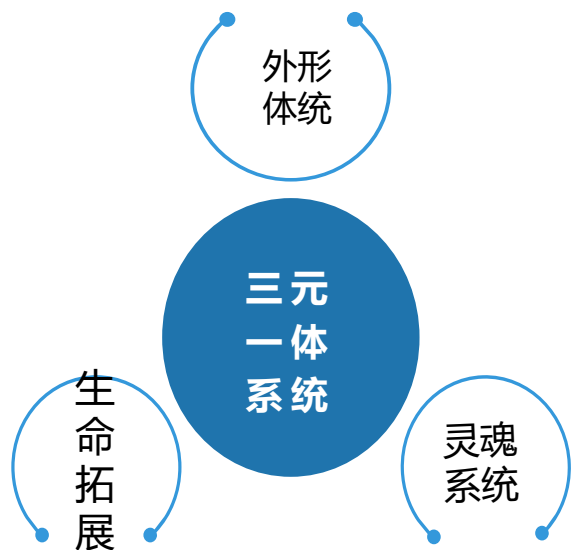 外形
体统
三元
一体
系统
生
命
拓
展
灵魂
系统